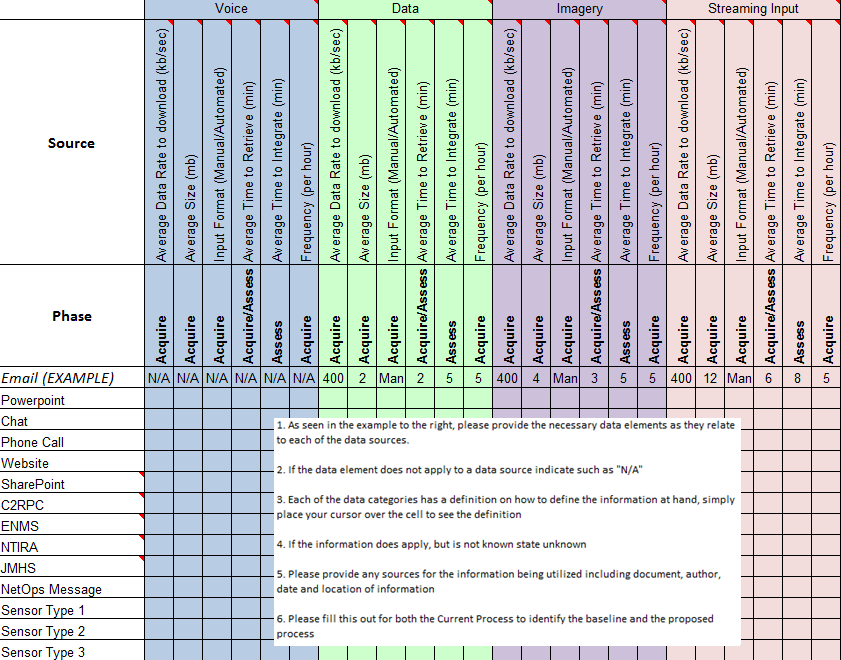 Voice Data Imagery Streaming Input
Source Average Data Rate to download (kb/sec) Average Size (mb) Input Format (Manual/Automated) Average Time to Retrieve (min) Average Time to Integrate (min) Frequency (per hour) Average Data Rate to download (kb/sec) Average Size (mb) Input Format (Manual/Automated) Average Time to Retrieve (min) Average Time to Integrate (min) Frequency (per hour) Average Data Rate to download (kb/sec) Average Size (mb) Input Format (Manual/Automated) Average Time to Retrieve (min) Average Time to Integrate (min) Frequency (per hour) Average Data Rate to download (kb/sec) Average Size (mb) Input Format (Manual/Automated) Average Time to Retrieve (min) Average Time to Integrate (min) Frequency (per hour)
Phase Acquire Acquire Acquire Acquire/Assess Assess Acquire Acquire Acquire Acquire Acquire/Assess Assess Acquire Acquire Acquire Acquire Acquire/Assess Assess Acquire Acquire Acquire Acquire Acquire/Assess Assess Acquire
Email (EXAMPLE) N/A N/A N/A N/A N/A N/A 400 2 Man 2 5 5 400 4 Man 3 5 5 400 12 Man 6 8 5
Powerpoint
Chat
Phone Call
Website
SharePoint
C2RPC
ENMS
NTIRA
JMHS
NetOps Message
Sensor Type 1
Sensor Type 2
Sensor Type 3
1. As seen in the example to the right, please provide the necessary data elements as they relate
to each of the data sources.
2. If the data element does not apply to a data source indicate such as "N/A"
3. Each of the data categories has a definition on how to define the information at hand, simply
place your cursor over the cell to see the definition
4. If the information does apply, but is not known state unknown
5. Please provide any sources for the information being utilized including document, author,
date and location of information
6. Please fill this out for both the Current Process to identify the baseline and the proposed
process